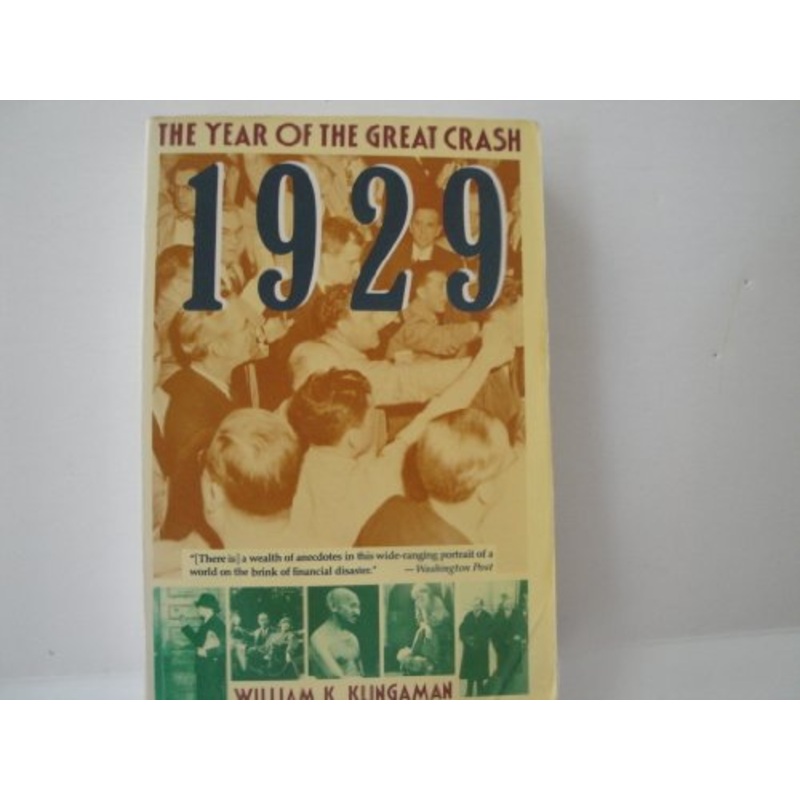 THE YEAR OF THE GREAT CRASH
1929
"[There is] a wealth of anecdotes in this wide-ranging portrait of a
world on the brink of financial disaster." —Washington Post
WILLIAM K. KLINGAMAN